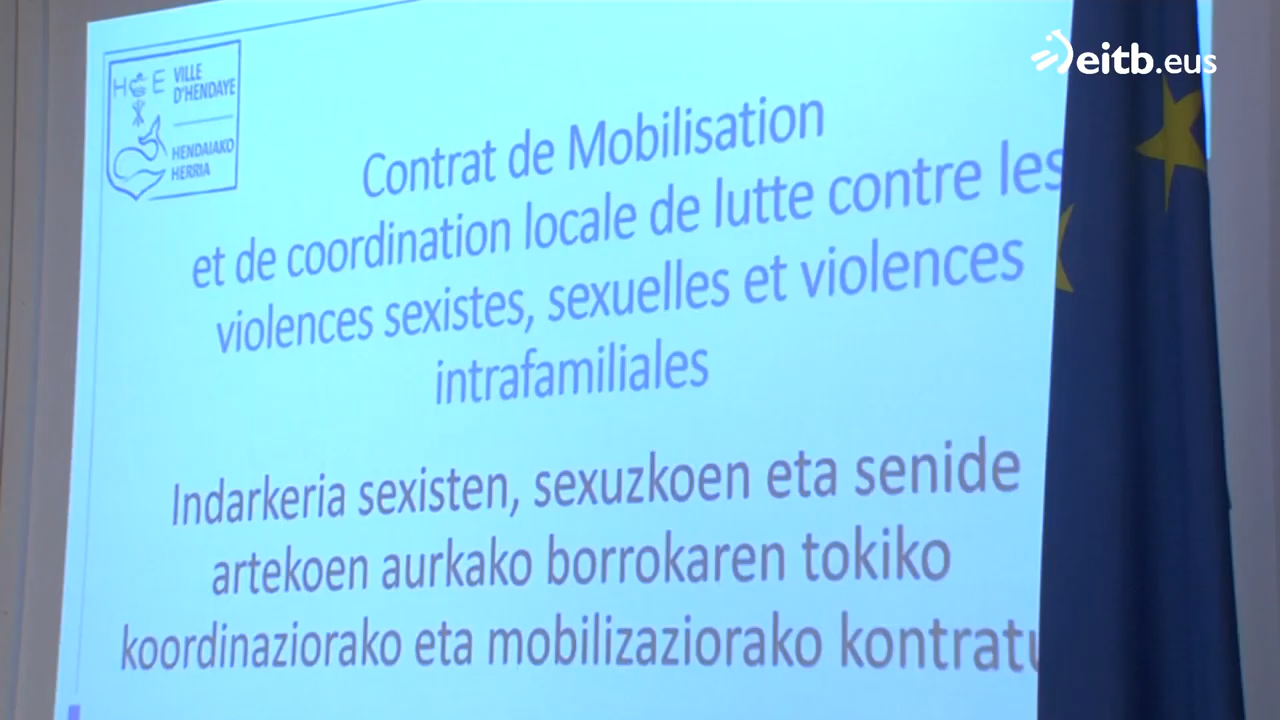 eitb.eus
HE
VILLE
D'HENDAYE
HENDAIAKO
HERRIA
Contrat de Mobilisation
et de coordination locale de lutte contre les
violences sexistes, sexuelles et violences
intrafamiliales
Indarkeria sexisten, sexuzkoen eta senide
artekoen aurkako borrokaren tokiko
koordinaziorako eta mobilizaziorako kontratu